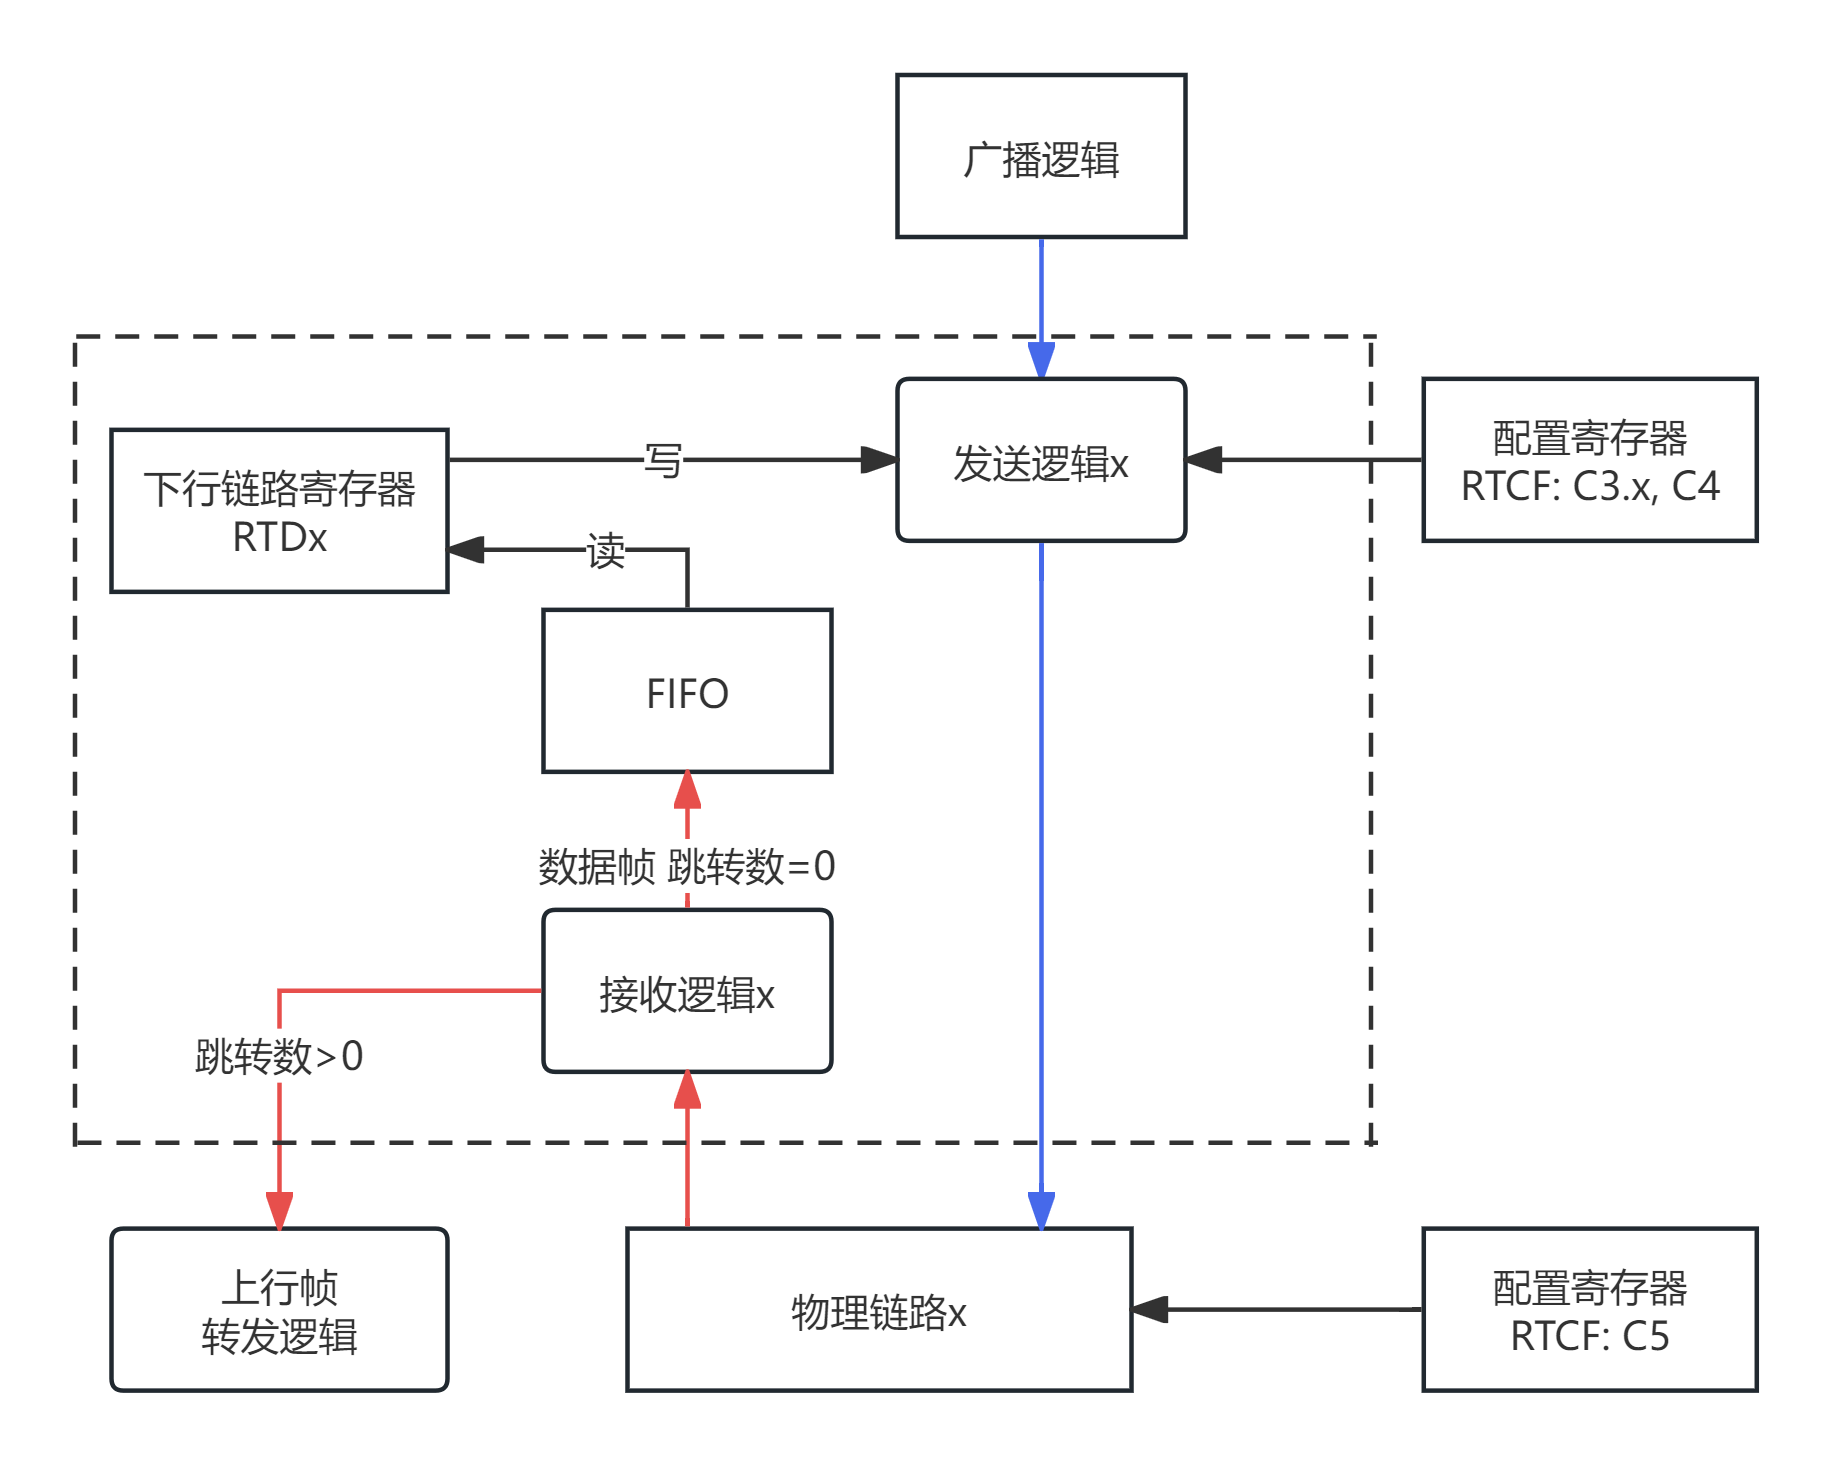 广播逻辑
下行链路寄存器
RTDx
写
发送逻辑x
配置寄存器
RTCF: C3.x, C4
读
FIFO
数据帧 跳转数=0
接收逻辑x
跳转数>0
上行帧
转发逻辑
物理链路x
配置寄存器
RTCF: C5